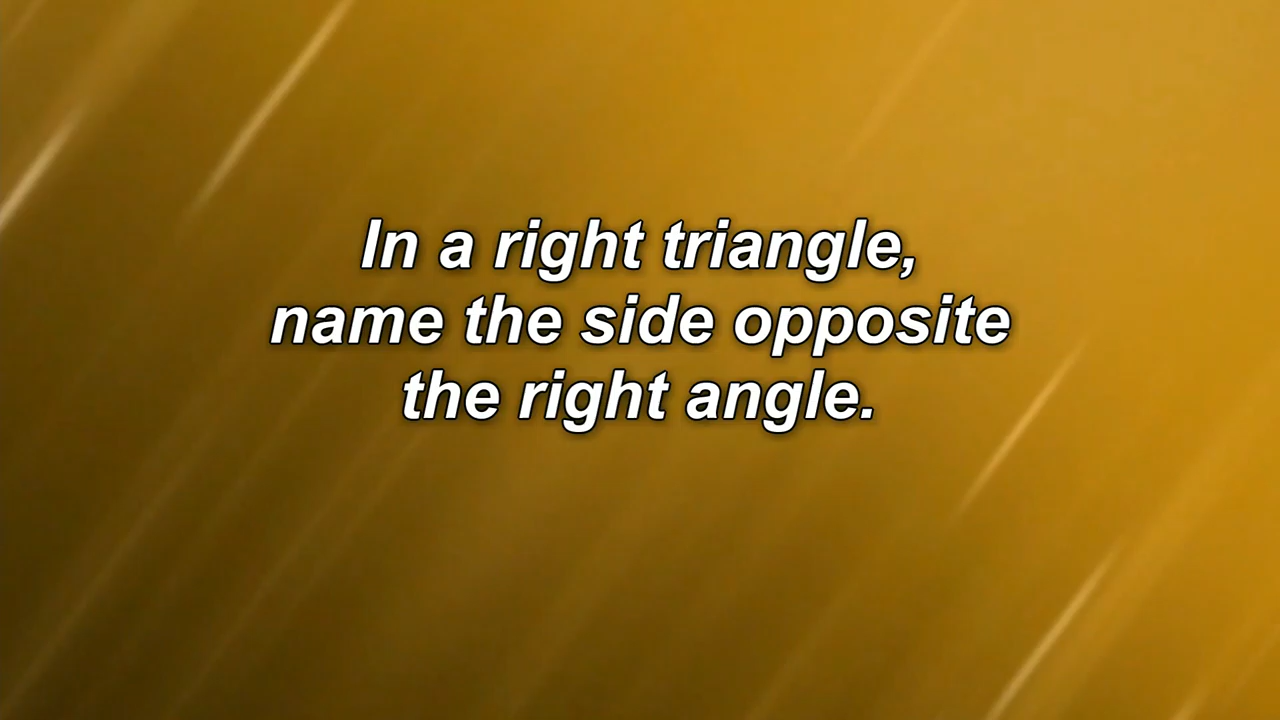 In a right triangle,
name the side opposite
the right angle.